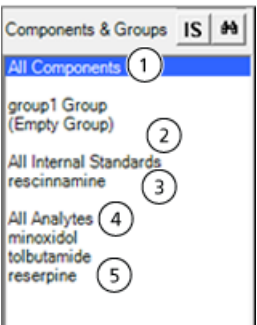 Components & Groups IS
All Components 1
group1 Group
(Empty Group)
2
All Internal Standards
rescinnamine
3
All Analytes 4
minoxidol
tolbutamide
reserpine 5